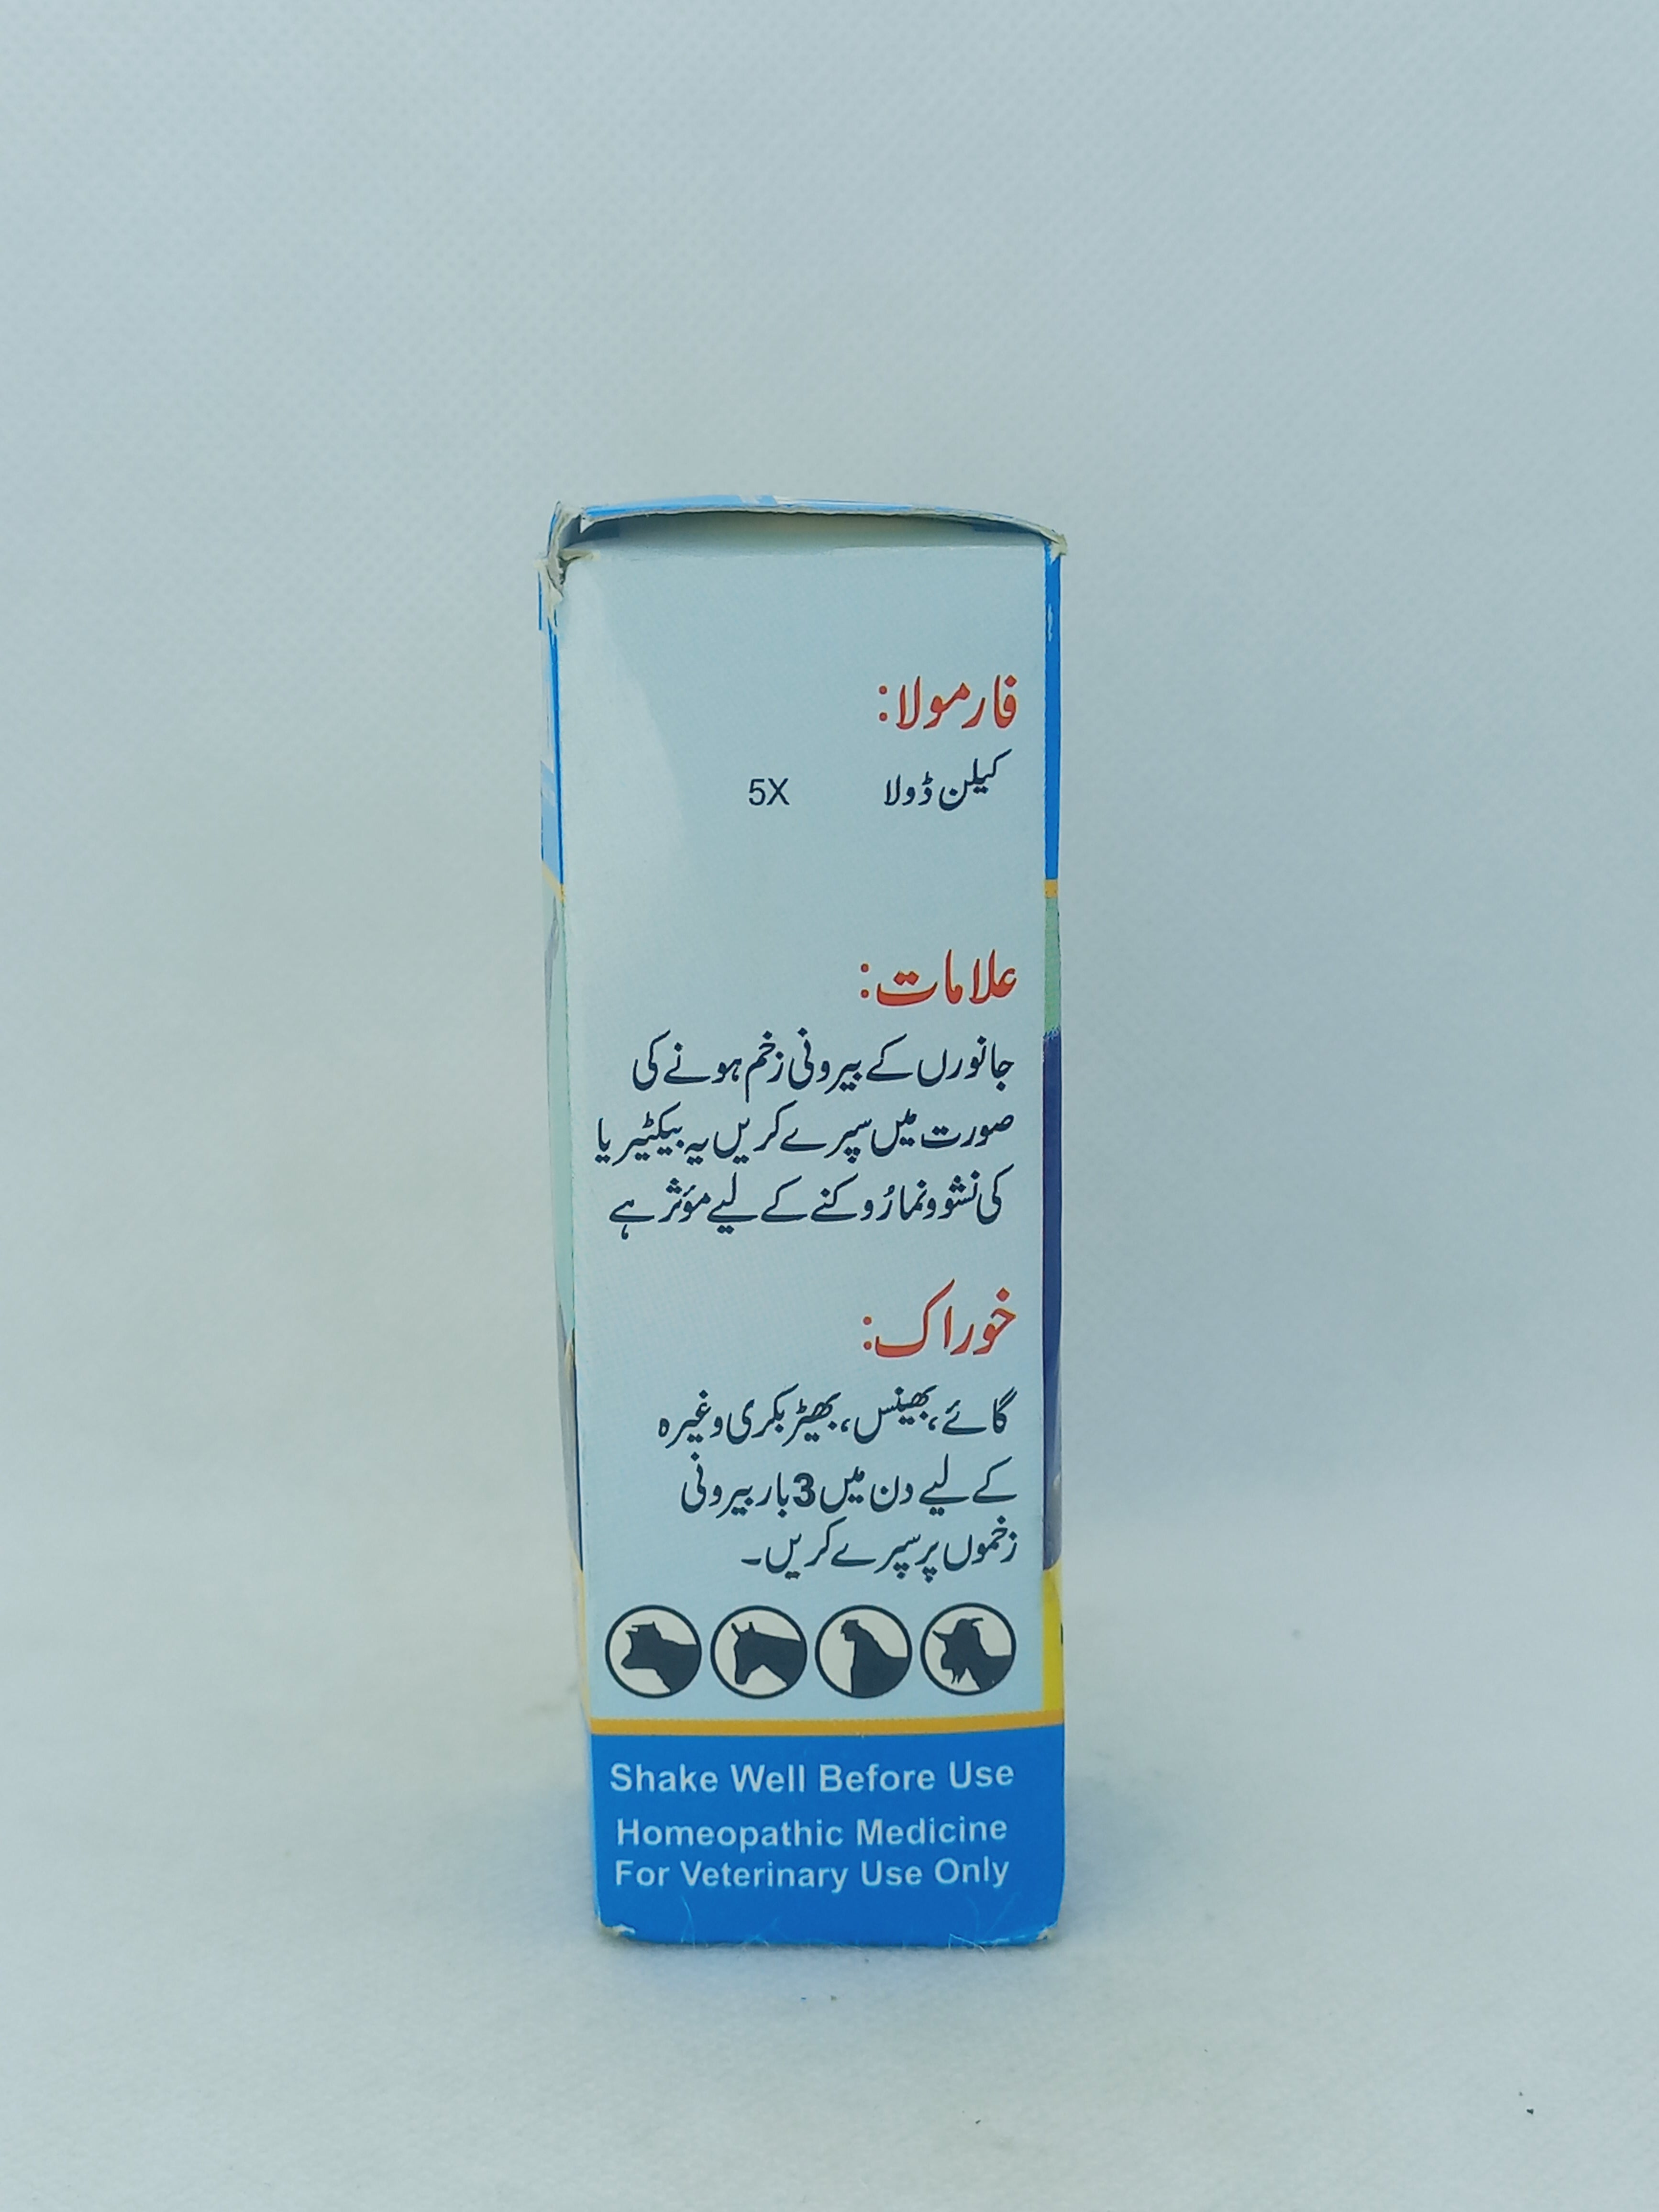 فارمولا:
کیلن ڈولا 5X
علامات:
جانورں کے بیرونی زخم ہونے کی
صورت میں سپرے کریں یہ بیکٹیریا
کی نشوونما رُوکنے کے لیے مؤثر ہے
خوراک:
گائے، بھینس، بھیڑ بکری وغیرہ
کے لیے دن میں 3 بار بیرونی
زخموں پر سپرے کریں۔
Shake Well Before Use
Homeopathic Medicine
For Veterinary Use Only